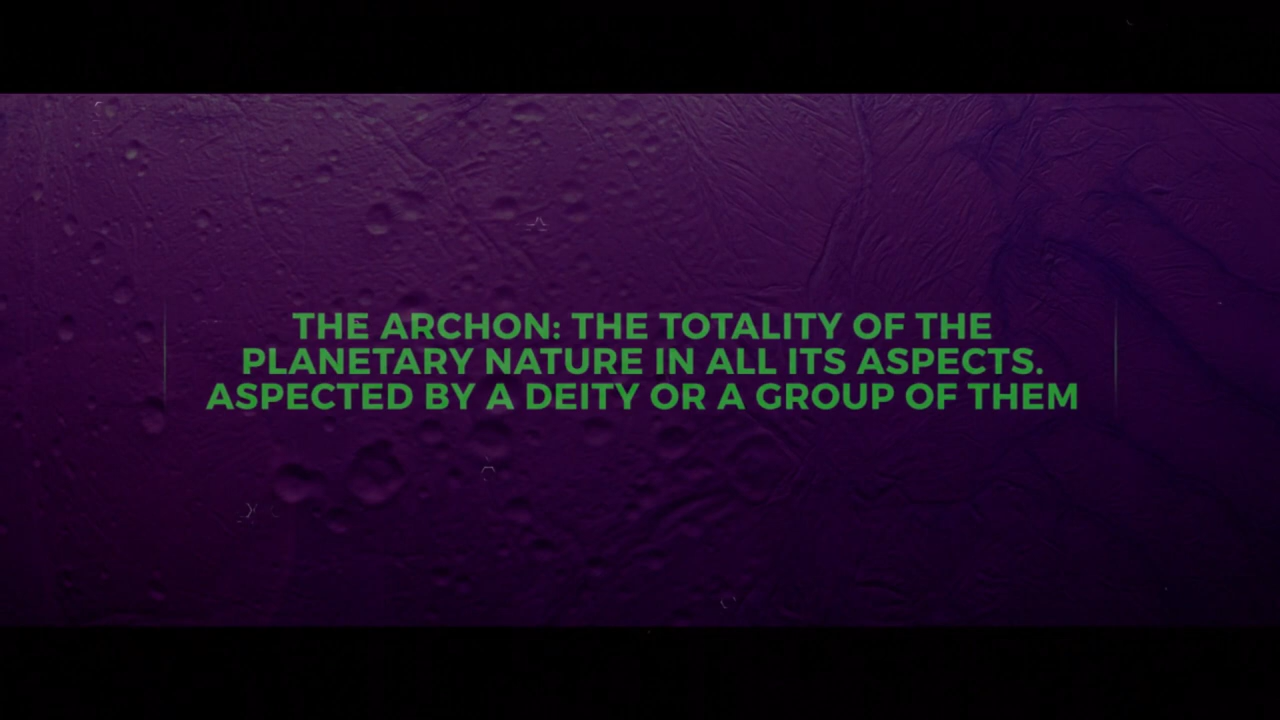 THE ARCHON: THE TOTALITY OF THE
PLANETARY NATURE IN ALL ITS ASPECTS.
ASPECTED BY A DEITY OR A GROUP OF THEM